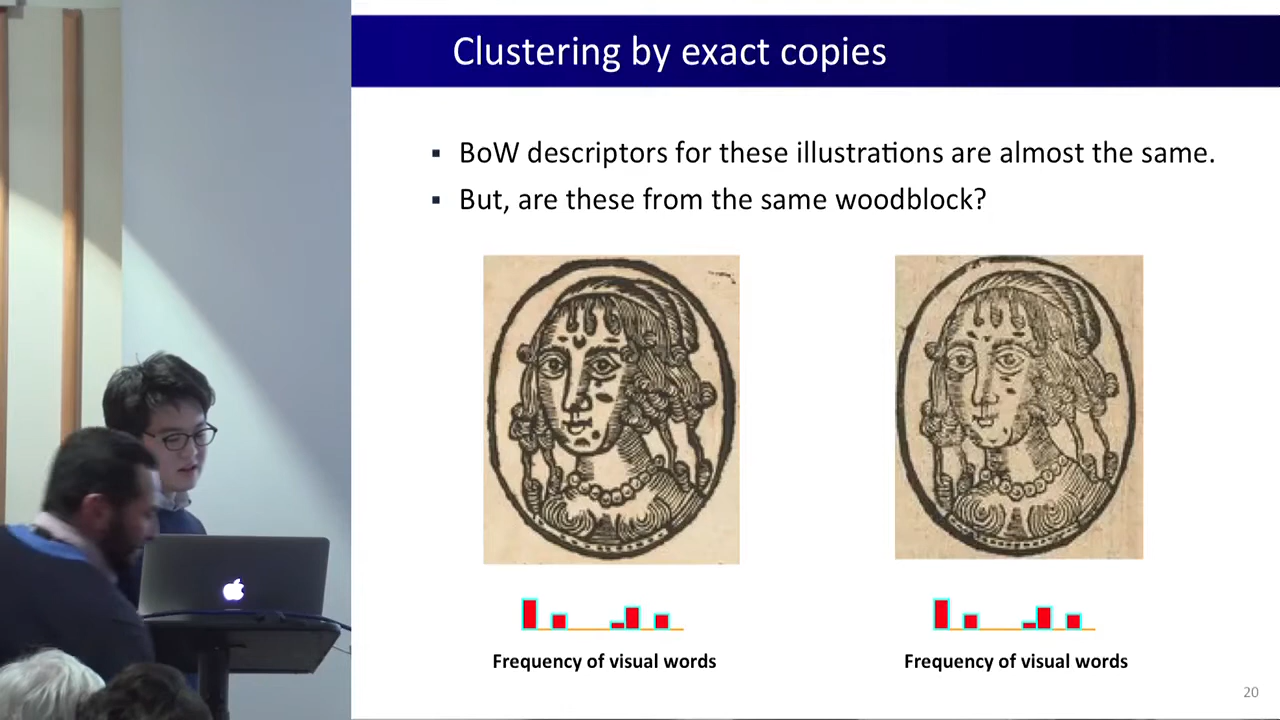 Clustering by exact copies
▪ BoW descriptors for these illustrations are almost the same.
▪ But, are these from the same woodblock?
Frequency of visual words
Frequency of visual words
20